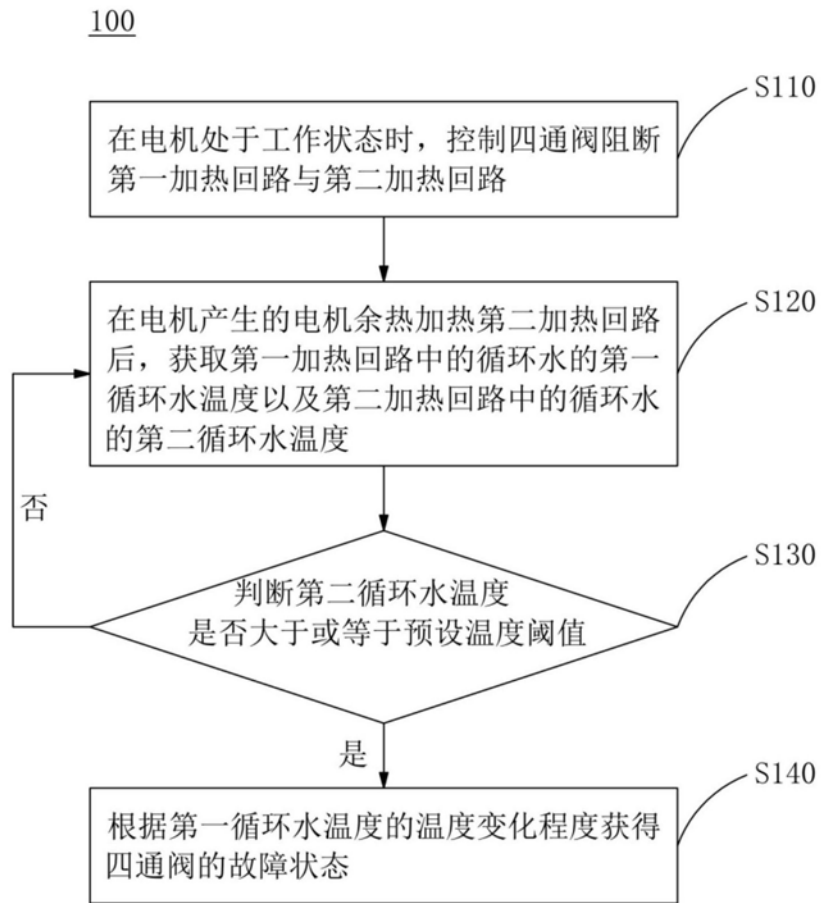 100
S110
在电机处于工作状态时，控制四通阀阻断
第一加热回路与第二加热回路
S120
在电机产生的电机余热加热第二加热回路
后，获取第一加热回路中的循环水的第一
循环水温度以及第二加热回路中的循环水
的第二循环水温度
否
S130
判断第二循环水温度
是否大于或等于预设温度阈值
是
S140
根据第一循环水温度的温度变化程度获得
四通阀的故障状态